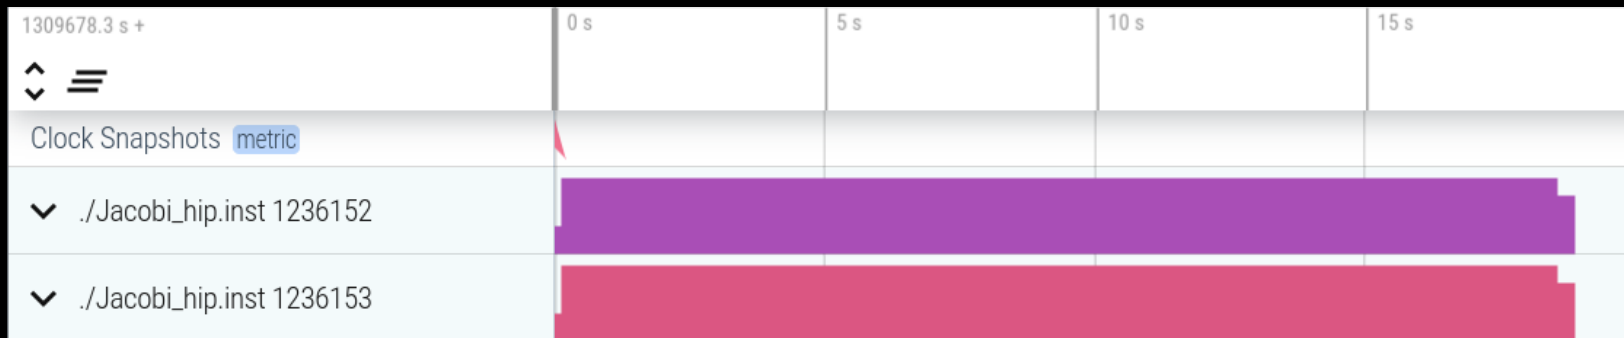 1309678.3 s +
0 s
5 s
10 s
15 s
Clock Snapshots metric
./Jacobi_hip.inst 1236152
./Jacobi_hip.inst 1236153